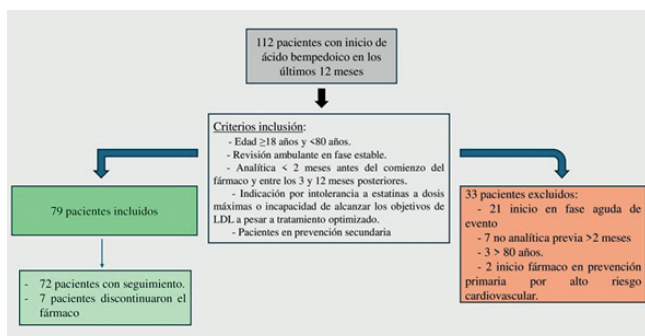 112 pacientes con inicio de
ácido bempedoico en los
últimos 12 meses
Criterios inclusión:
- Edad ≥18 años y <80 años.
- Revisión ambulante en fase estable.
- Analítica < 2 meses antes del comienzo del
fármaco y entre los 3 y 12 meses posteriores.
- Indicación por intolerancia a estatinas a dosis
máximas o incapacidad de alcanzar los objetivos de
LDL a pesar a tratamiento optimizado.
- Pacientes en prevención secundaria
79 pacientes incluidos
- 72 pacientes con seguimiento.
- 7 pacientes discontinuaron el
fármaco
33 pacientes excluidos:
- 21 inicio en fase aguda de
evento
- 7 no analítica previa >2 meses
- 3 > 80 años.
- 2 inicio fármaco en prevención
primaria por alto riesgo
cardiovascular.